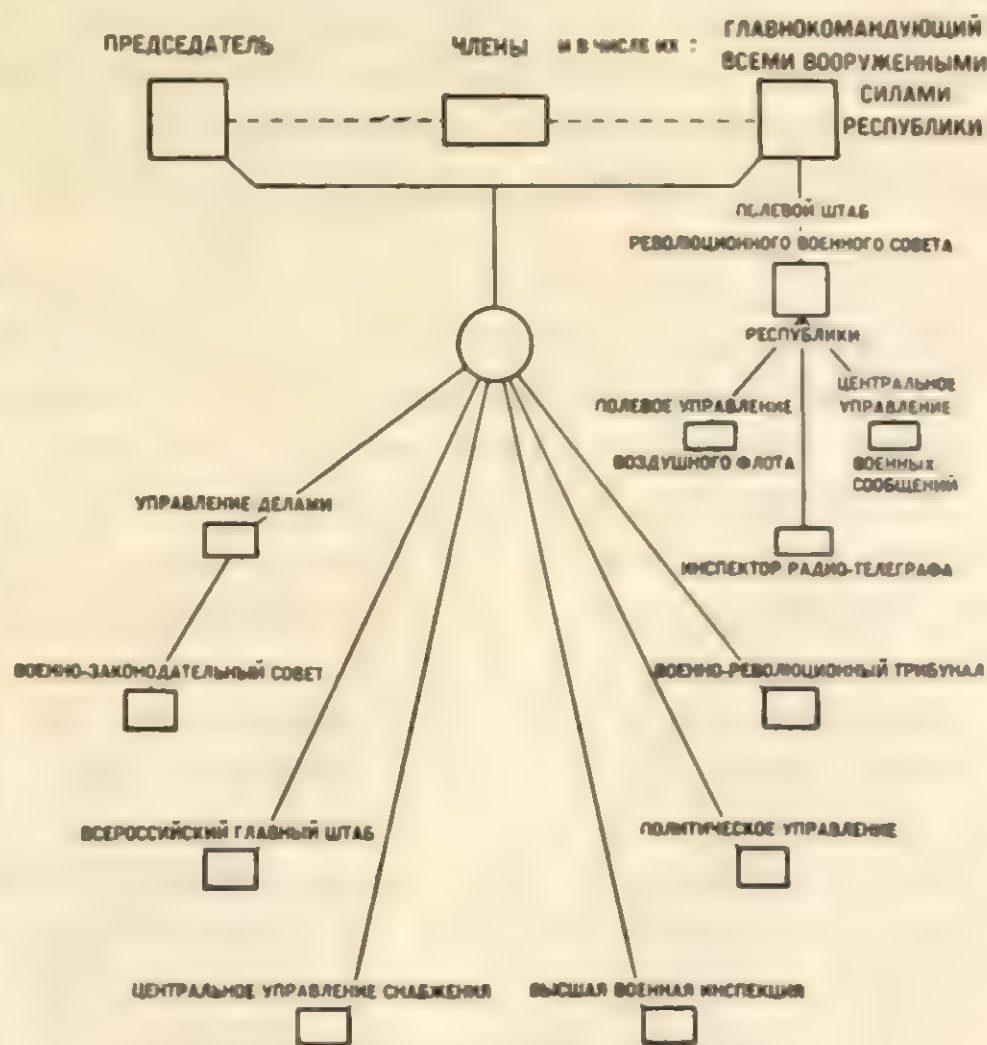 ПРЕДСЕДАТЕЛЬ
ЧЛЕНЫ И В ЧИСЛЕ ИХ :
ГЛАВНОКОМАНДУЮЩИЙ
ВСЕМИ ВООРУЖЕННЫМИ
СИЛАМИ
РЕСПУБЛИКИ
ПОЛЕВОЙ ШТАБ
РЕВОЛЮЦИОННОГО ВОЕННОГО СОВЕТА
РЕСПУБЛИКИ
ПОЛЕВОЕ УПРАВЛЕНИЕ
ВОЗДУШНОГО ФЛОТА
ЦЕНТРАЛЬНОЕ
УПРАВЛЕНИЕ
ВОЕННЫХ
СООБЩЕНИЙ
ИНСПЕКТОР РАДИО-ТЕЛЕГРАФА
УПРАВЛЕНИЕ ДЕЛАМИ
ВОЕННО-ЗАКОНОДАТЕЛЬНЫЙ СОВЕТ
ВОЕННО-РЕВОЛЮЦИОННЫЙ ТРИБУНАЛ
ВСЕРОССИЙСКИЙ ГЛАВНЫЙ ШТАБ
ПОЛИТИЧЕСКОЕ УПРАВЛЕНИЕ
ЦЕНТРАЛЬНОЕ УПРАВЛЕНИЕ СНАБЖЕНИЯ
ВЫСШАЯ ВОЕННАЯ ИНСПЕКЦИЯ